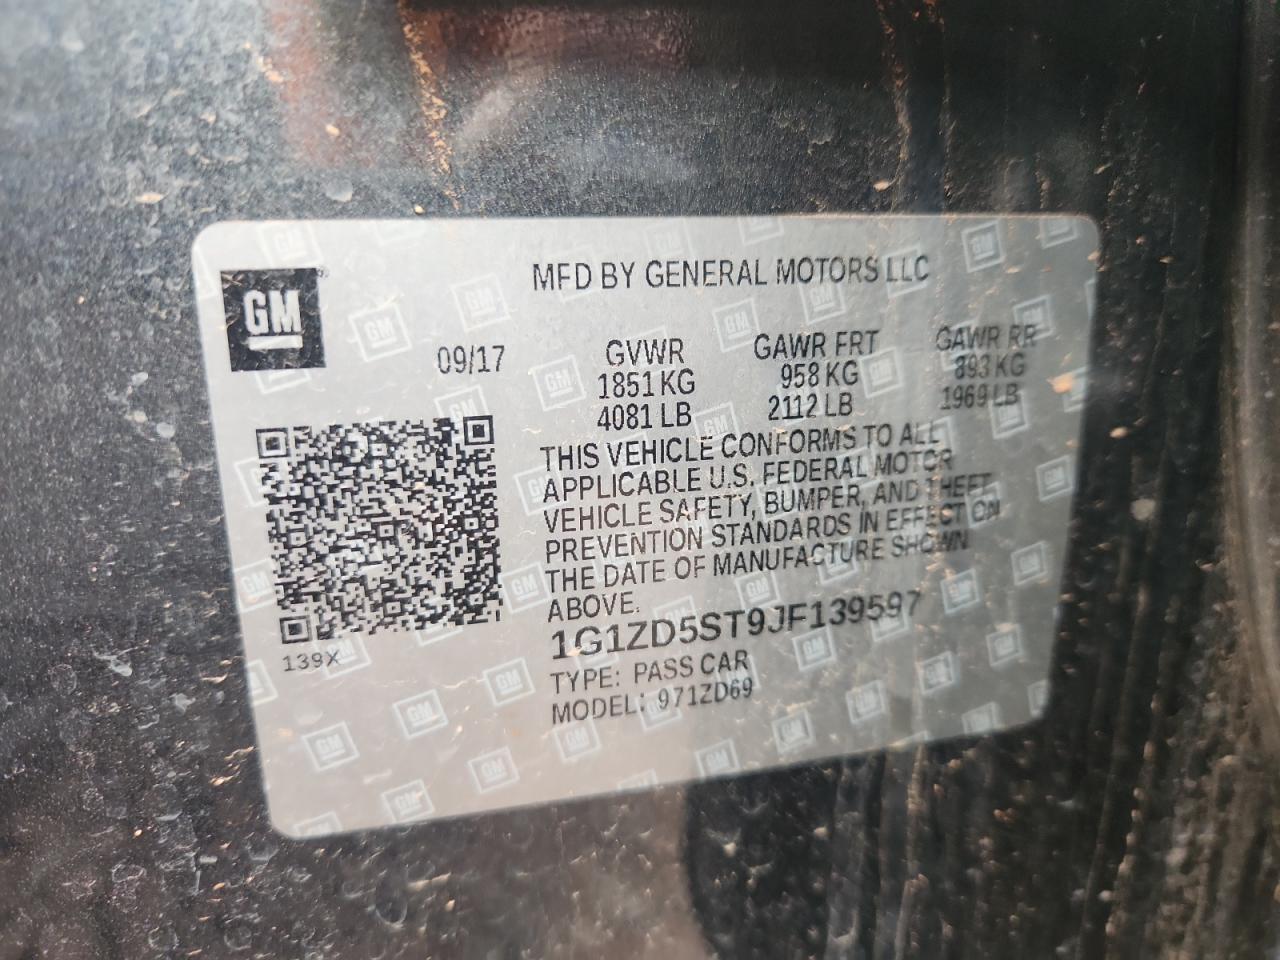 GM
MFD BY GENERAL MOTORS LLC
09/17
GVWR GAWR FRT GAWR RR
1851 KG 958 KG 893 KG
4081 LB 2112 LB 1969 LB
THIS VEHICLE CONFORMS TO ALL
APPLICABLE U.S. FEDERAL MOTOR
VEHICLE SAFETY, BUMPER, AND THEFT
PREVENTION STANDARDS IN EFFECT ON
THE DATE OF MANUFACTURE SHOWN
ABOVE.
1G1ZD5ST9JF139597
139X
TYPE: PASS CAR
MODEL: 971ZD69